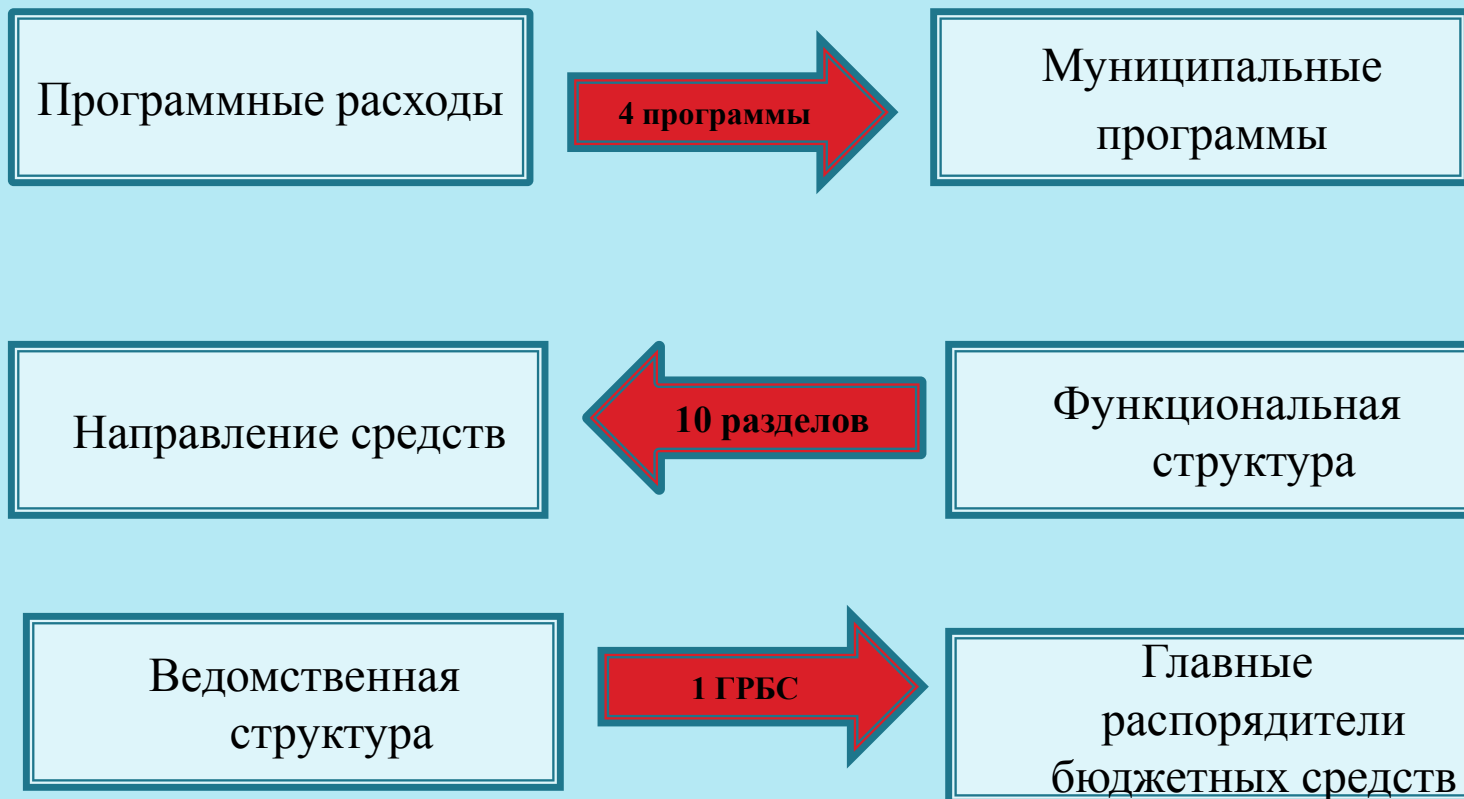 Программные расходы
4 программы
Муниципальные
программы
Направление средств
10 разделов
Функциональная
структура
Ведомственная
структура
1 ГРБС
Главные
распорядители
бюджетных средств